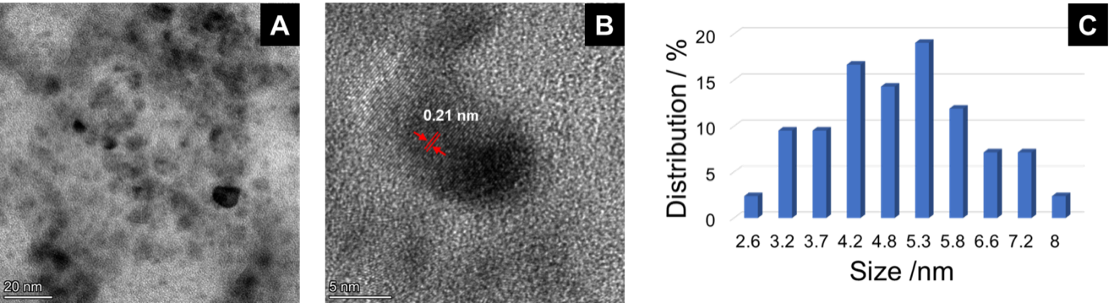 A
20 nm
B
0.21 nm
5 nm
C
Distribution / %
20
15
10
5
0
2.6 3.2 3.7 4.2 4.8 5.3 5.8 6.6 7.2 8
Size /nm